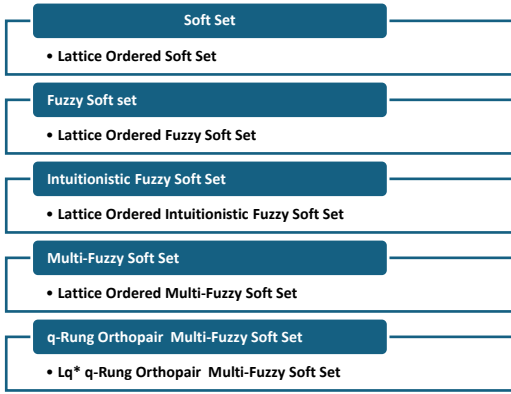 Soft Set
• Lattice Ordered Soft Set
Fuzzy Soft set
• Lattice Ordered Fuzzy Soft Set
Intuitionistic Fuzzy Soft Set
• Lattice Ordered Intuitionistic Fuzzy Soft Set
Multi-Fuzzy Soft Set
• Lattice Ordered Multi-Fuzzy Soft Set
q-Rung Orthopair Multi-Fuzzy Soft Set
• Lq* q-Rung Orthopair Multi-Fuzzy Soft Set